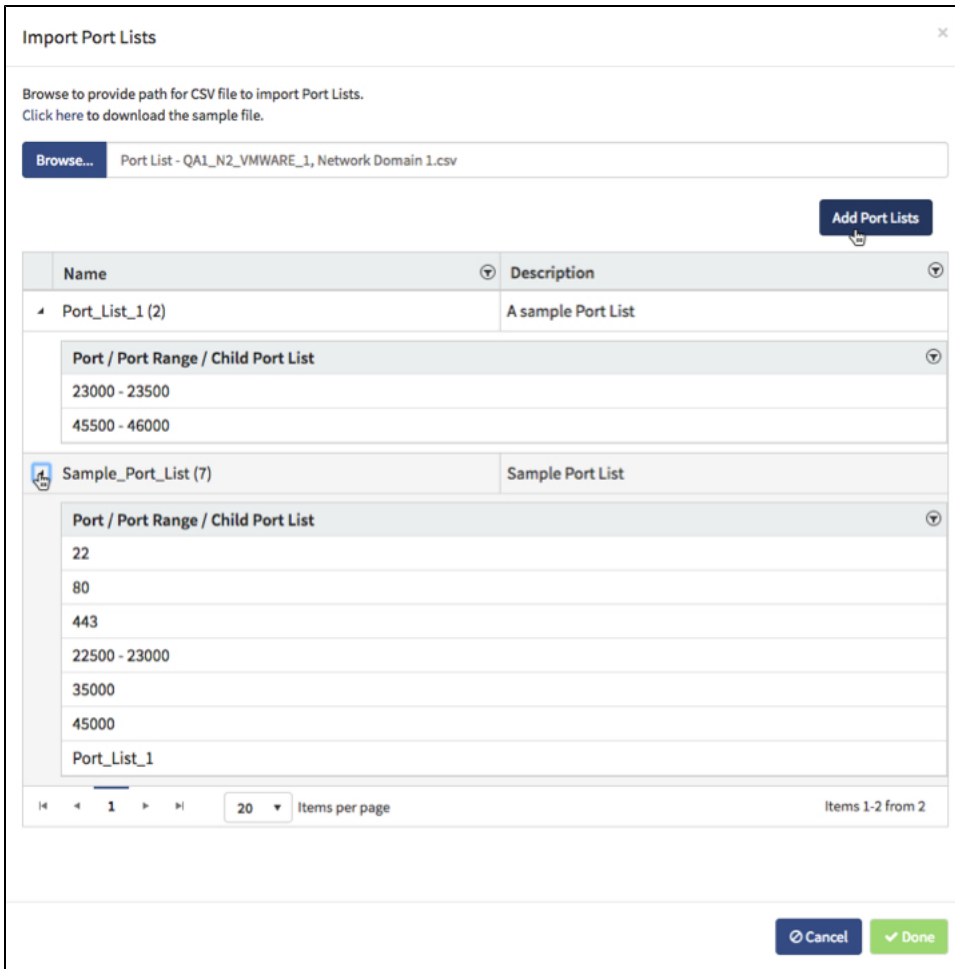 Import Port Lists ×
Browse to provide path for CSV file to import Port Lists.
Click here to download the sample file.
Browse... Port List - QA1_N2_VMWARE_1, Network Domain 1.csv
Add Port Lists
Name Description
Port_List_1 (2) A sample Port List
Port / Port Range / Child Port List
23000 - 23500
45500 - 46000
Sample_Port_List (7) Sample Port List
Port / Port Range / Child Port List
22
80
443
22500 - 23000
35000
45000
Port_List_1
1 20 Items per page Items 1-2 from 2
Cancel Done